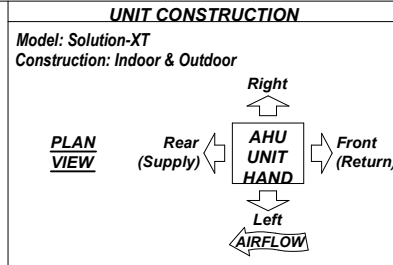 UNIT CONSTRUCTION
Model: Solution-XT
Construction: Indoor & Outdoor
Right
PLAN
VIEW
Rear
(Supply)
AHU
UNIT
HAND
Front
(Return)
Left
AIRFLOW